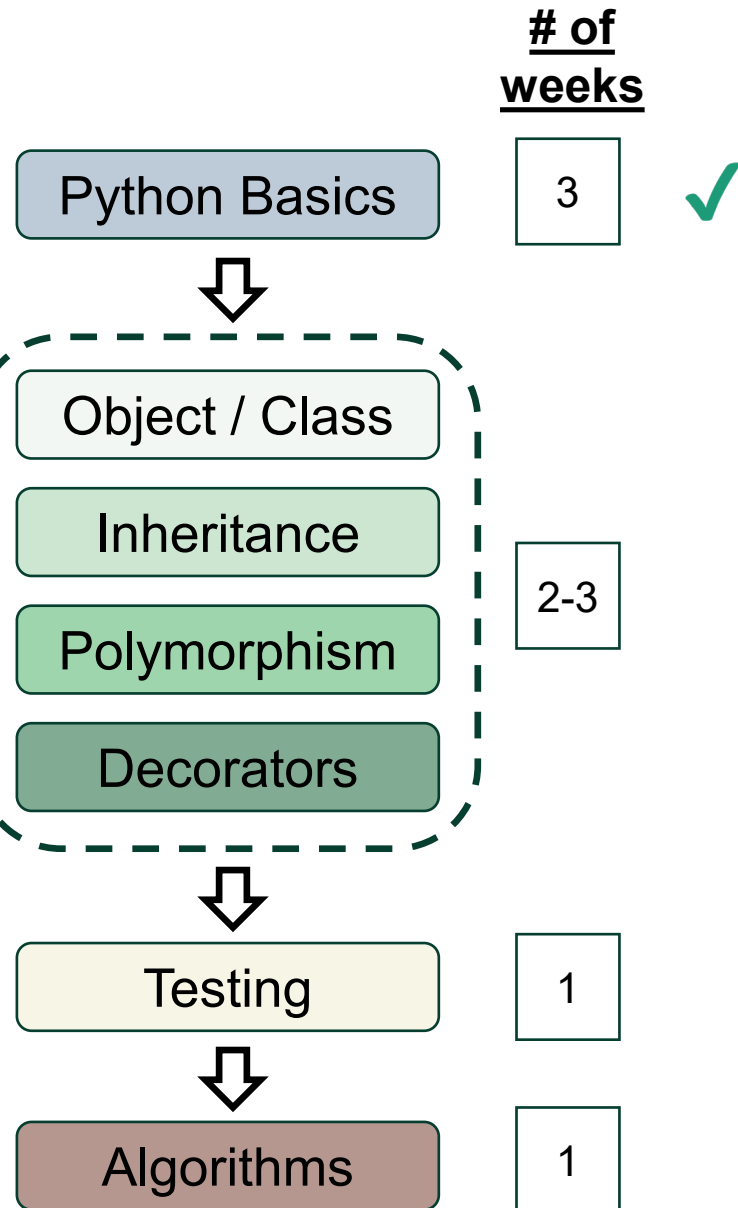 # of
weeks
Python Basics
3
Object / Class
Inheritance
Polymorphism
Decorators
2-3
Testing
1
Algorithms
1